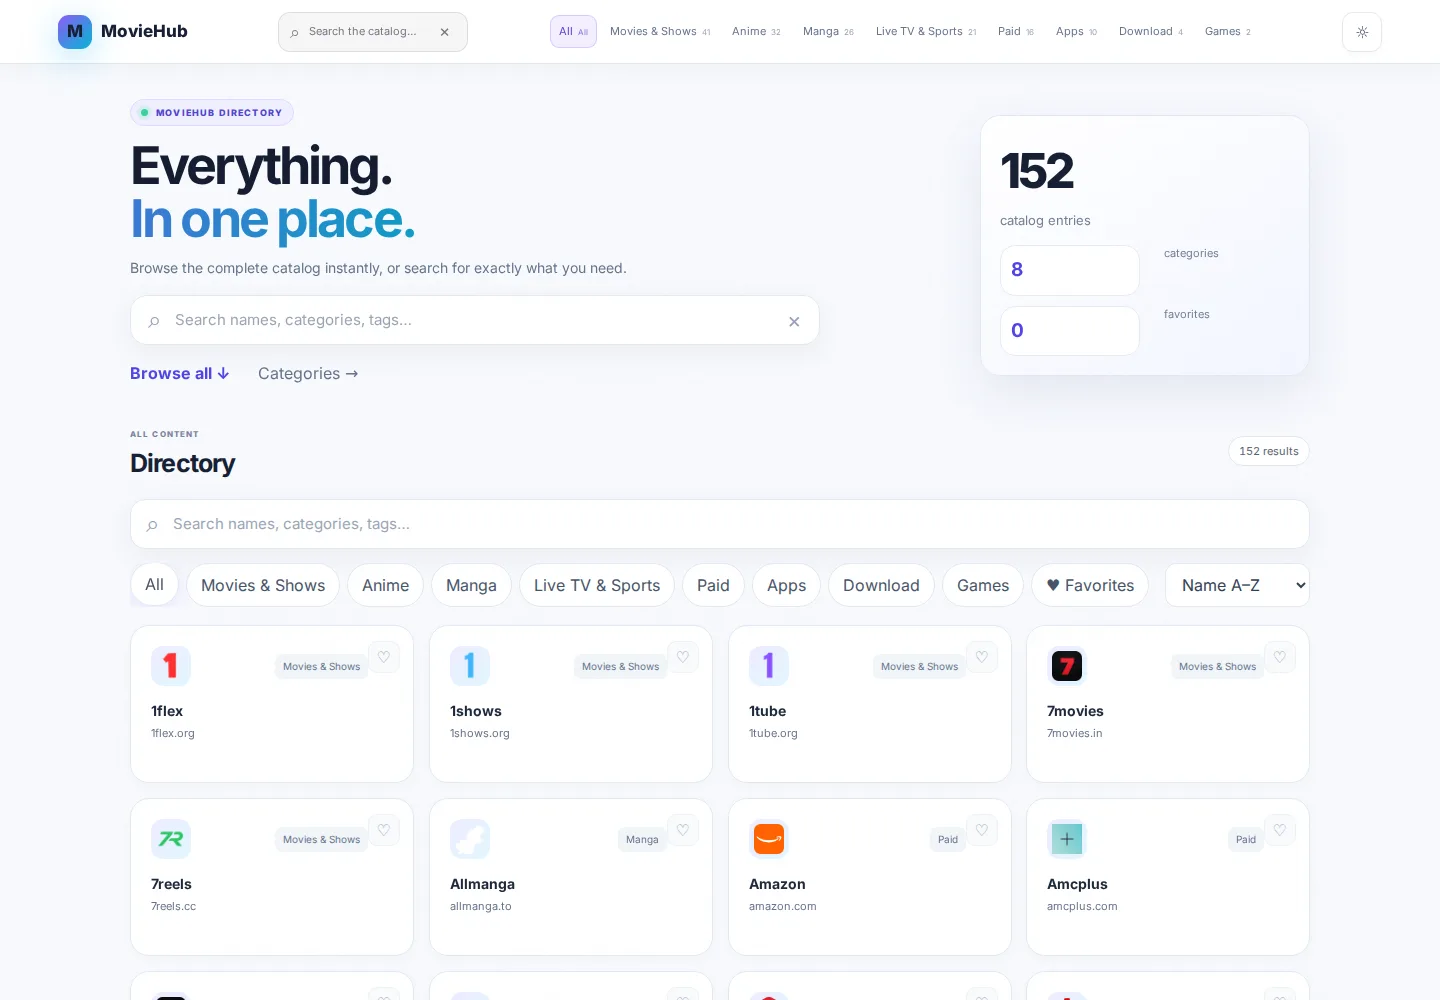 M MovieHub
Search the catalog...
All All Movies & Shows 41 Anime 32 Manga 26 Live TV & Sports 21 Paid 16 Apps 10 Download 4 Games 2
MOVIEHUB DIRECTORY
Everything.
In one place.
Browse the complete catalog instantly, or search for exactly what you need.
Search names, categories, tags...
Browse all ↓ Categories →
152
catalog entries
8 categories
0 favorites
ALL CONTENT
Directory
152 results
Search names, categories, tags...
All Movies & Shows Anime Manga Live TV & Sports Paid Apps Download Games ♥ Favorites Name A–Z
1 Movies & Shows
1flex
1flex.org
1 Movies & Shows
1shows
1shows.org
1 Movies & Shows
1tube
1tube.org
7 Movies & Shows
7movies
7movies.in
7R Movies & Shows
7reels
7reels.cc
Manga
Allmanga
allmanga.to
Paid
Amazon
amazon.com
Paid
Amcplus
amcplus.com